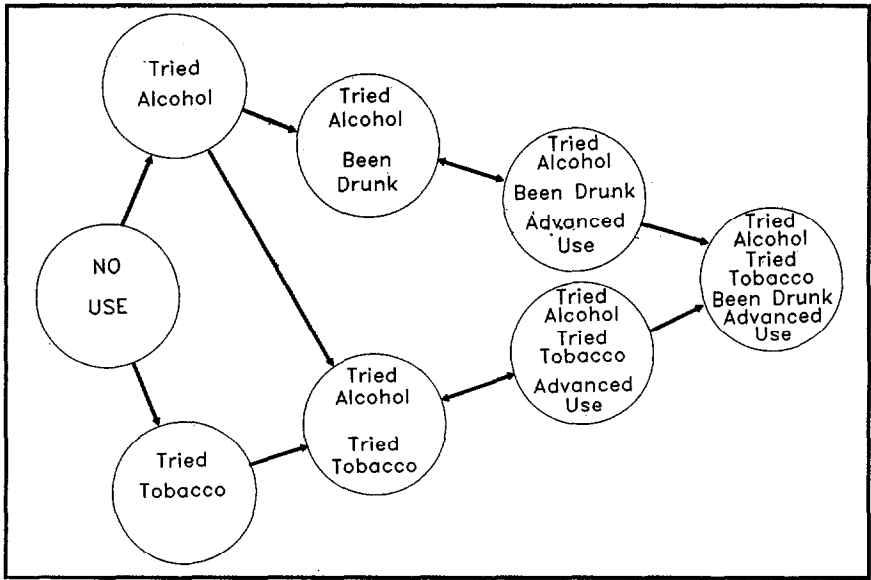 Tried
Alcohol
Tried
Alcohol
Been
Drunk
Tried
Alcohol
Been Drunk
Advanced
Use
NO
USE
Tried
Alcohol
Tried
Tobacco
Been Drunk
Advanced
Use
Tried
Alcohol
Tried
Tobacco
Advanced
Use
Tried
Alcohol
Tried
Tobacco
Tried
Tobacco